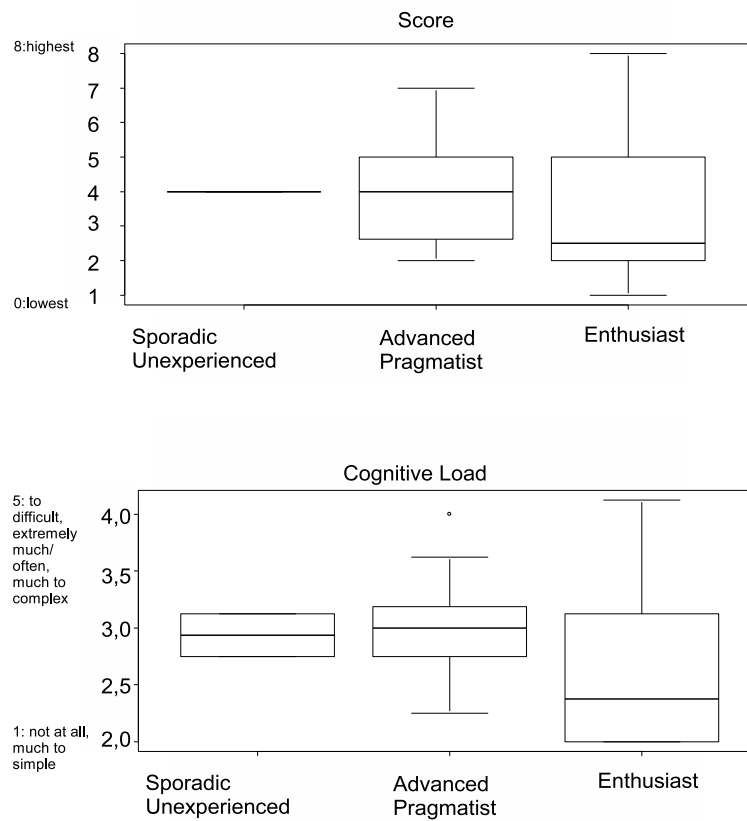 Score
8:highest
8
7
6
5
4
3
2
1
0:lowest
Sporadic
Unexperienced
Advanced
Pragmatist
Enthusiast
Cognitive Load
5: to
difficult,
extremely
much/
often,
much to
complex
4,0
3,5
3,0
2,5
2,0
1: not at all,
much to
simple
Sporadic
Unexperienced
Advanced
Pragmatist
Enthusiast